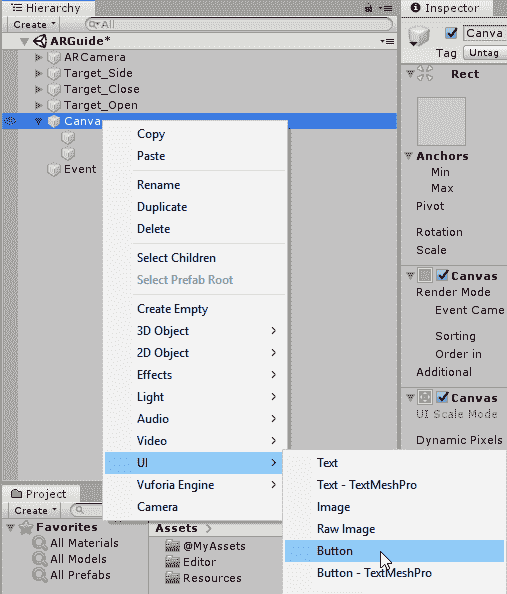 Hierarchy
Create
All
ARGuide*
ARCamera
Target_Side
Target_Close
Target_Open
Canva
Event
Copy
Paste
Rename
Duplicate
Delete
Select Children
Select Prefab Root
Create Empty
3D Object
2D Object
Effects
Light
Audio
Video
UI
Vuforia Engine
Camera
Text
Text - TextMeshPro
Image
Raw Image
Button
Button - TextMeshPro
Project
Create
Favorites
All Materials
All Models
All Prefabs
Assets
@MyAssets
Editor
Resources
Inspector
Canva
Tag Untag
Rect
Anchors
Min
Max
Pivot
Rotation
Scale
Canvas
Render Mode
Event Came
Sorting
Order in
Additional
Canvas
UI Scale Mode
Dynamic Pixels